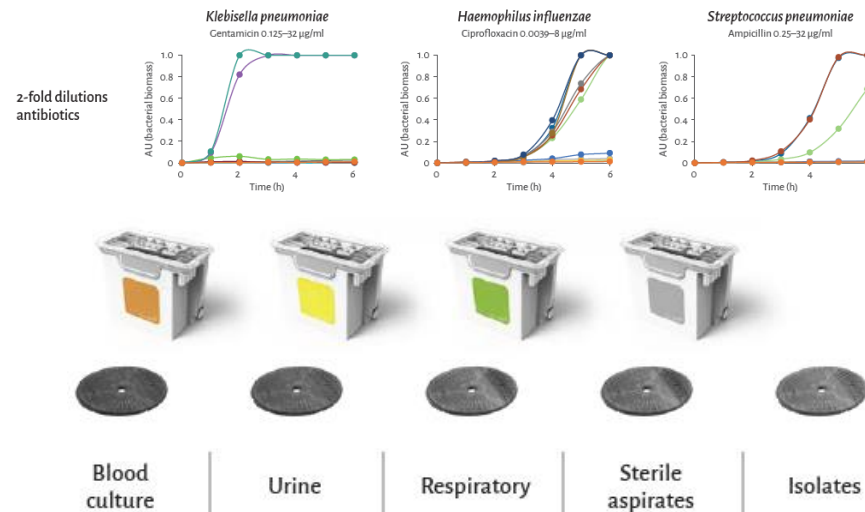 Klebisella pneumoniae
Gentamicin 0.125–32 µg/ml
Haemophilus influenzae
Ciprofloxacin 0.0039–8 µg/ml
Streptococcus pneumoniae
Ampicillin 0.25–32 µg/ml
2-fold dilutions
antibiotics
AU (bacterial biomass)
1.0
0.8
0.6
0.4
0.2
0
0
2
4
6
Time (h)
AU (bacterial biomass)
1.0
0.8
0.6
0.4
0.2
0
0
2
4
6
Time (h)
AU (bacterial biomass)
1.0
0.8
0.6
0.4
0.2
0
0
2
4
Time (h)
Blood
culture
Urine
Respiratory
Sterile
aspirates
Isolates